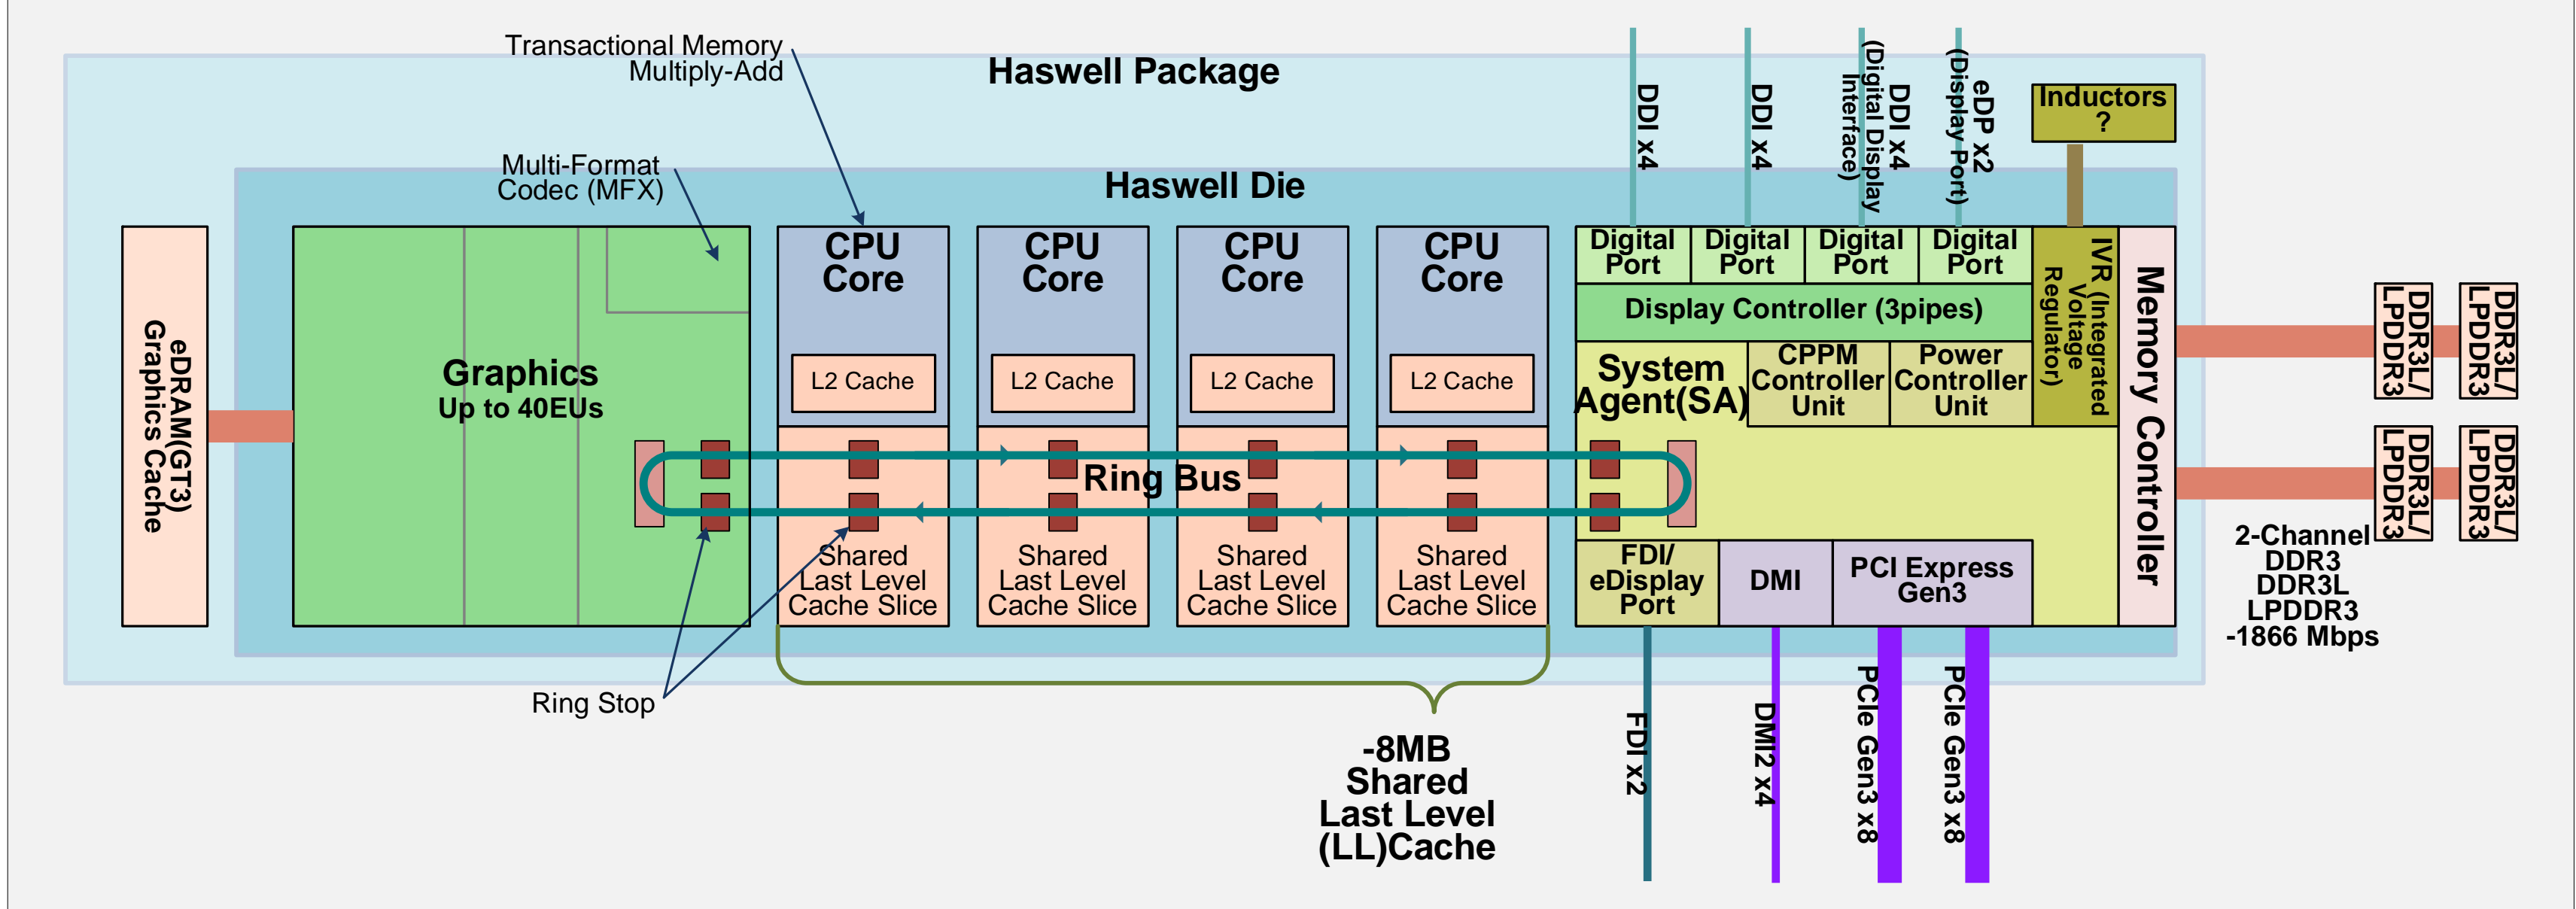 Transactional Memory
Multiply-Add
Haswell Package
Multi-Format
Codec (MFX)
Haswell Die
DDI x4
DDI x4
DDI x4
(Digital Display
Interface)
eDP x2
(Display Port)
Inductors
?
eDRAM(GT3)
Graphics Cache
Graphics
Up to 40EUs
CPU
Core
L2 Cache
CPU
Core
L2 Cache
CPU
Core
L2 Cache
CPU
Core
L2 Cache
Ring Bus
Shared
Last Level
Cache Slice
Shared
Last Level
Cache Slice
Shared
Last Level
Cache Slice
Shared
Last Level
Cache Slice
Digital
Port
Digital
Port
Digital
Port
Digital
Port
Display Controller (3pipes)
System
Agent(SA)
CPPM
Controller
Unit
Power
Controller
Unit
IVR (Integrated
Voltage
Regulator)
Memory Controller
FDI/
eDisplay
Port
DMI
PCI Express
Gen3
DDR3L/
LPDDR3
DDR3L/
LPDDR3
DDR3L/
LPDDR3
DDR3L/
LPDDR3
2-Channel
DDR3
DDR3L
LPDDR3
-1866 Mbps
Ring Stop
-8MB
Shared
Last Level
(LL)Cache
FDI x2
DMI2 x4
PCIe Gen3 x8
PCIe Gen3 x8